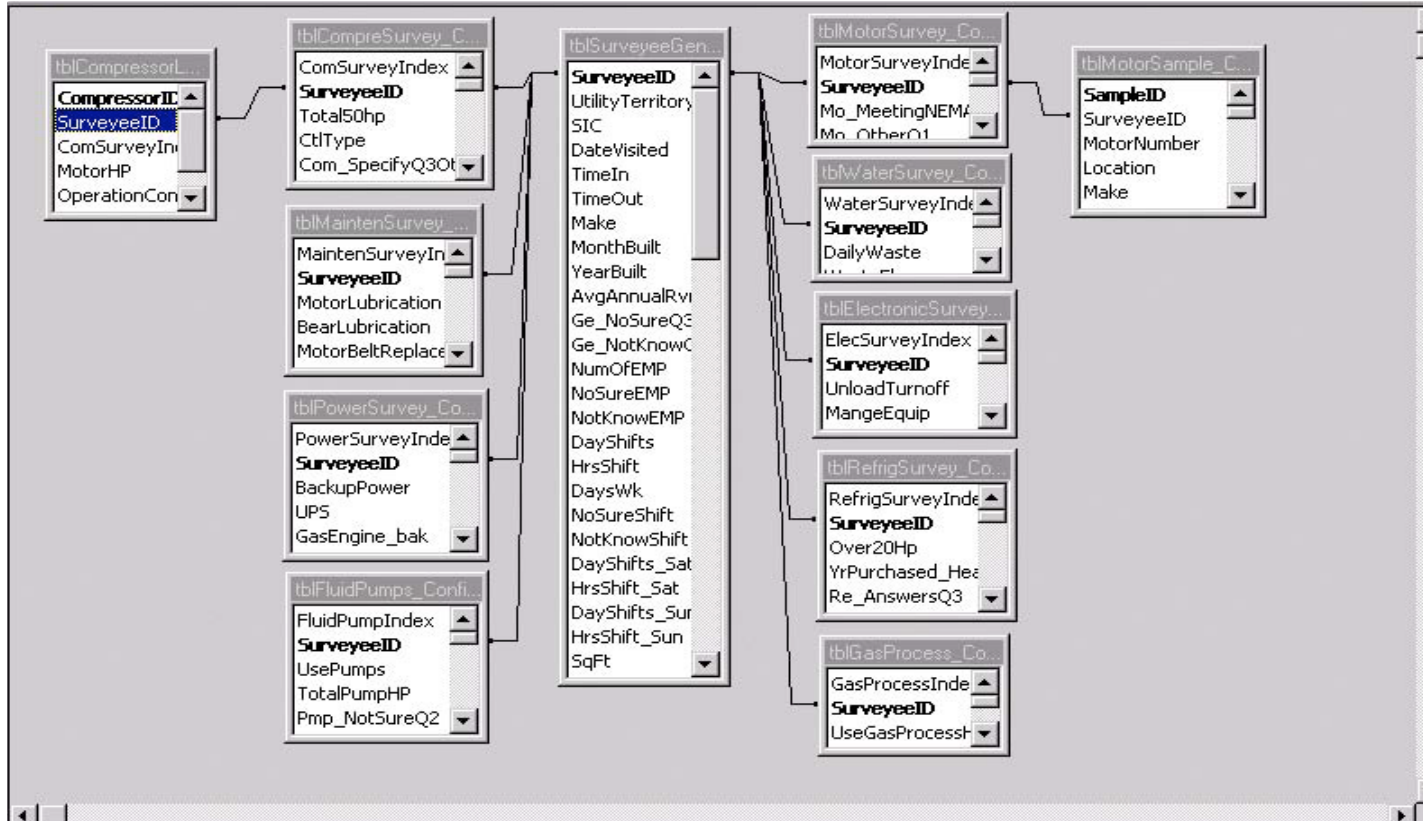 tblCompressorL...
CompressorID
SurveyeeID
ComSurveyIn
MotorHP
OperationCon
tblCompreSurvey_C...
ComSurveyIndex
SurveyeeID
Total50hp
CtlType
Com_SpecifyQ3Ot
tblMaintenSurvey_...
MaintenSurveyIn
SurveyeeID
MotorLubrication
BearLubrication
MotorBeltReplace
tblPowerSurvey_Co...
PowerSurveyInde
SurveyeeID
BackupPower
UPS
GasEngine_bak
tblFluidPumps_Confi...
FluidPumpIndex
SurveyeeID
UsePumps
TotalPumpHP
Pmp_NotSureQ2
tblSurveyeeGen...
SurveyeeID
UtilityTerritory
SIC
DateVisited
TimeIn
TimeOut
Make
MonthBuilt
YearBuilt
AvgAnnualRv
Ge_NoSureQ3
Ge_NotKnowQ
NumOfEMP
NoSureEMP
NotKnowEMP
DayShifts
HrsShift
DaysWk
NoSureShift
NotKnowShift
DayShifts_Sat
HrsShift_Sat
DayShifts_Sun
HrsShift_Sun
SqFt
tblMotorSurvey_Co...
MotorSurveyInde
SurveyeeID
Mo_MeetingNEMA
Mo_OtherQ1
tblWaterSurvey_Co...
WaterSurveyInde
SurveyeeID
DailyWaste
tblElectronicSurvey...
ElecSurveyIndex
SurveyeeID
UnloadTurnoff
MangeEquip
tblRefrigSurvey_Co...
RefrigSurveyInde
SurveyeeID
Over20Hp
YrPurchased_Hea
Re_AnswersQ3
tblGasProcess_Co...
GasProcessInde
SurveyeeID
UseGasProcessH
tblMotorSample_C...
SampleID
SurveyeeID
MotorNumber
Location
Make